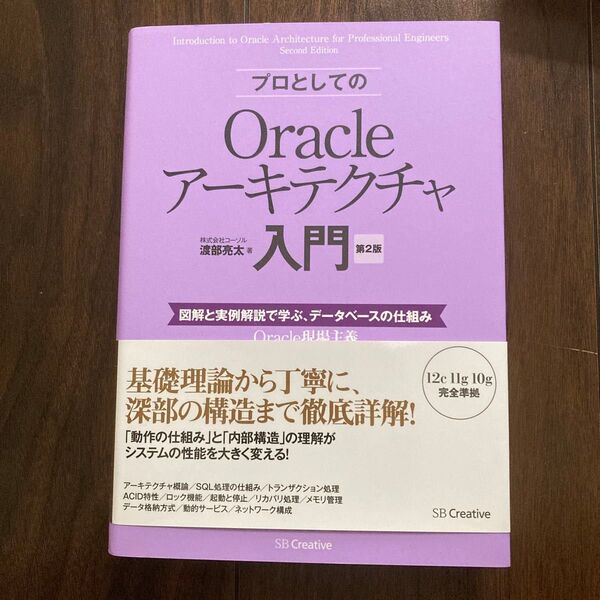 Introduction to Oracle Architecture for Professional Engineers
Second Edition
プロとしての
Oracle
アーキテクチャ
株式会社コーソル
渡部亮太 著
入門 第2版
図解と実例解説で学ぶ、データベースの仕組み
Oracle現場主義
基礎理論から丁寧に、
深部の構造まで徹底詳解!
「動作の仕組み」と「内部構造」の理解が
システムの性能を大きく変える!
12c 11g 10g
完全準拠
アーキテクチャ概論/SQL処理の仕組み/トランザクション処理
ACID特性/ロック機能/起動と停止/リカバリ処理/メモリ管理
データ格納方式/動的サービス/ネットワーク構成
SB Creative
SB Creative